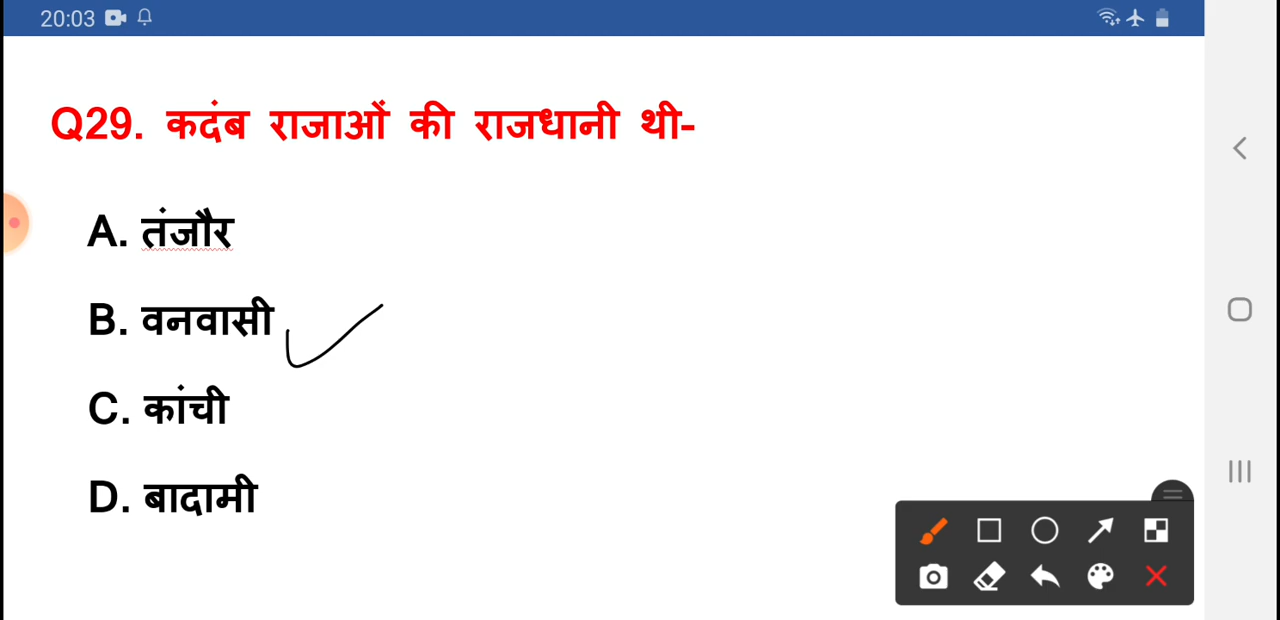 20:03
Q29. कदंब राजाओं की राजधानी थी-
A. तंजौर
B. वनवासी
C. कांची
D. बादामी